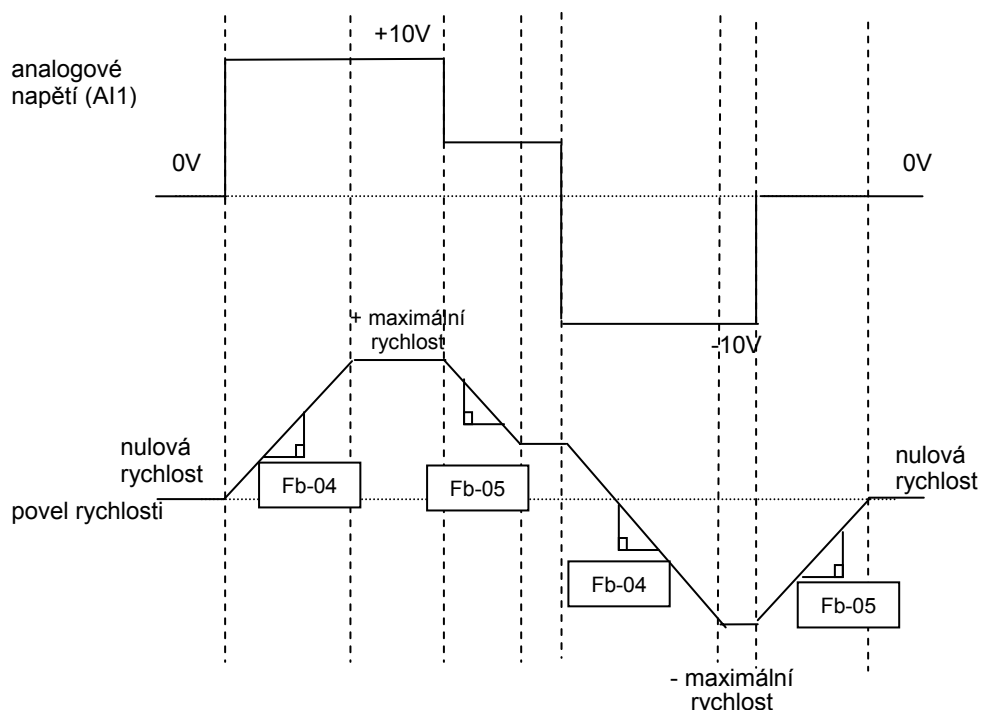 +10V
analogové
napětí (AI1)
0V
0V
-10V
+ maximální
rychlost
nulová
rychlost
nulová
rychlost
Fb-04
Fb-05
povel rychlosti
Fb-04
Fb-05
- maximální
rychlost